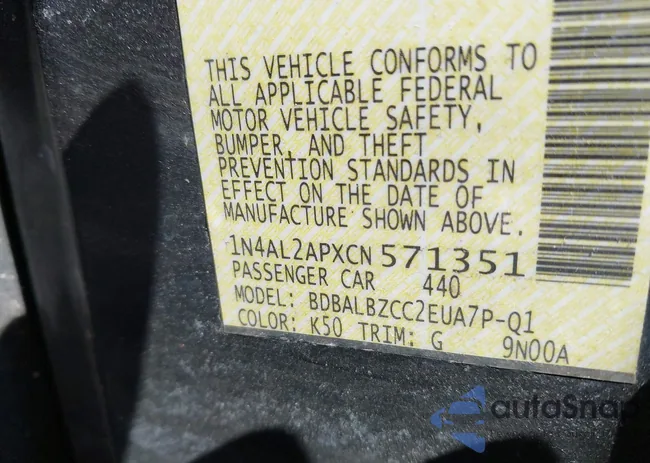 THIS VEHICLE CONFORMS TO
ALL APPLICABLE FEDERAL
MOTOR VEHICLE SAFETY,
BUMPER, AND THEFT
PREVENTION STANDARDS IN
EFFECT ON THE DATE OF
MANUFACTURE SHOWN ABOVE.
1N4AL2APXCN 571351
PASSENGER CAR 440
MODEL: BDBALBZCC2EUA7P-Q1
COLOR: K50 TRIM: G 9N00A
autoSnap